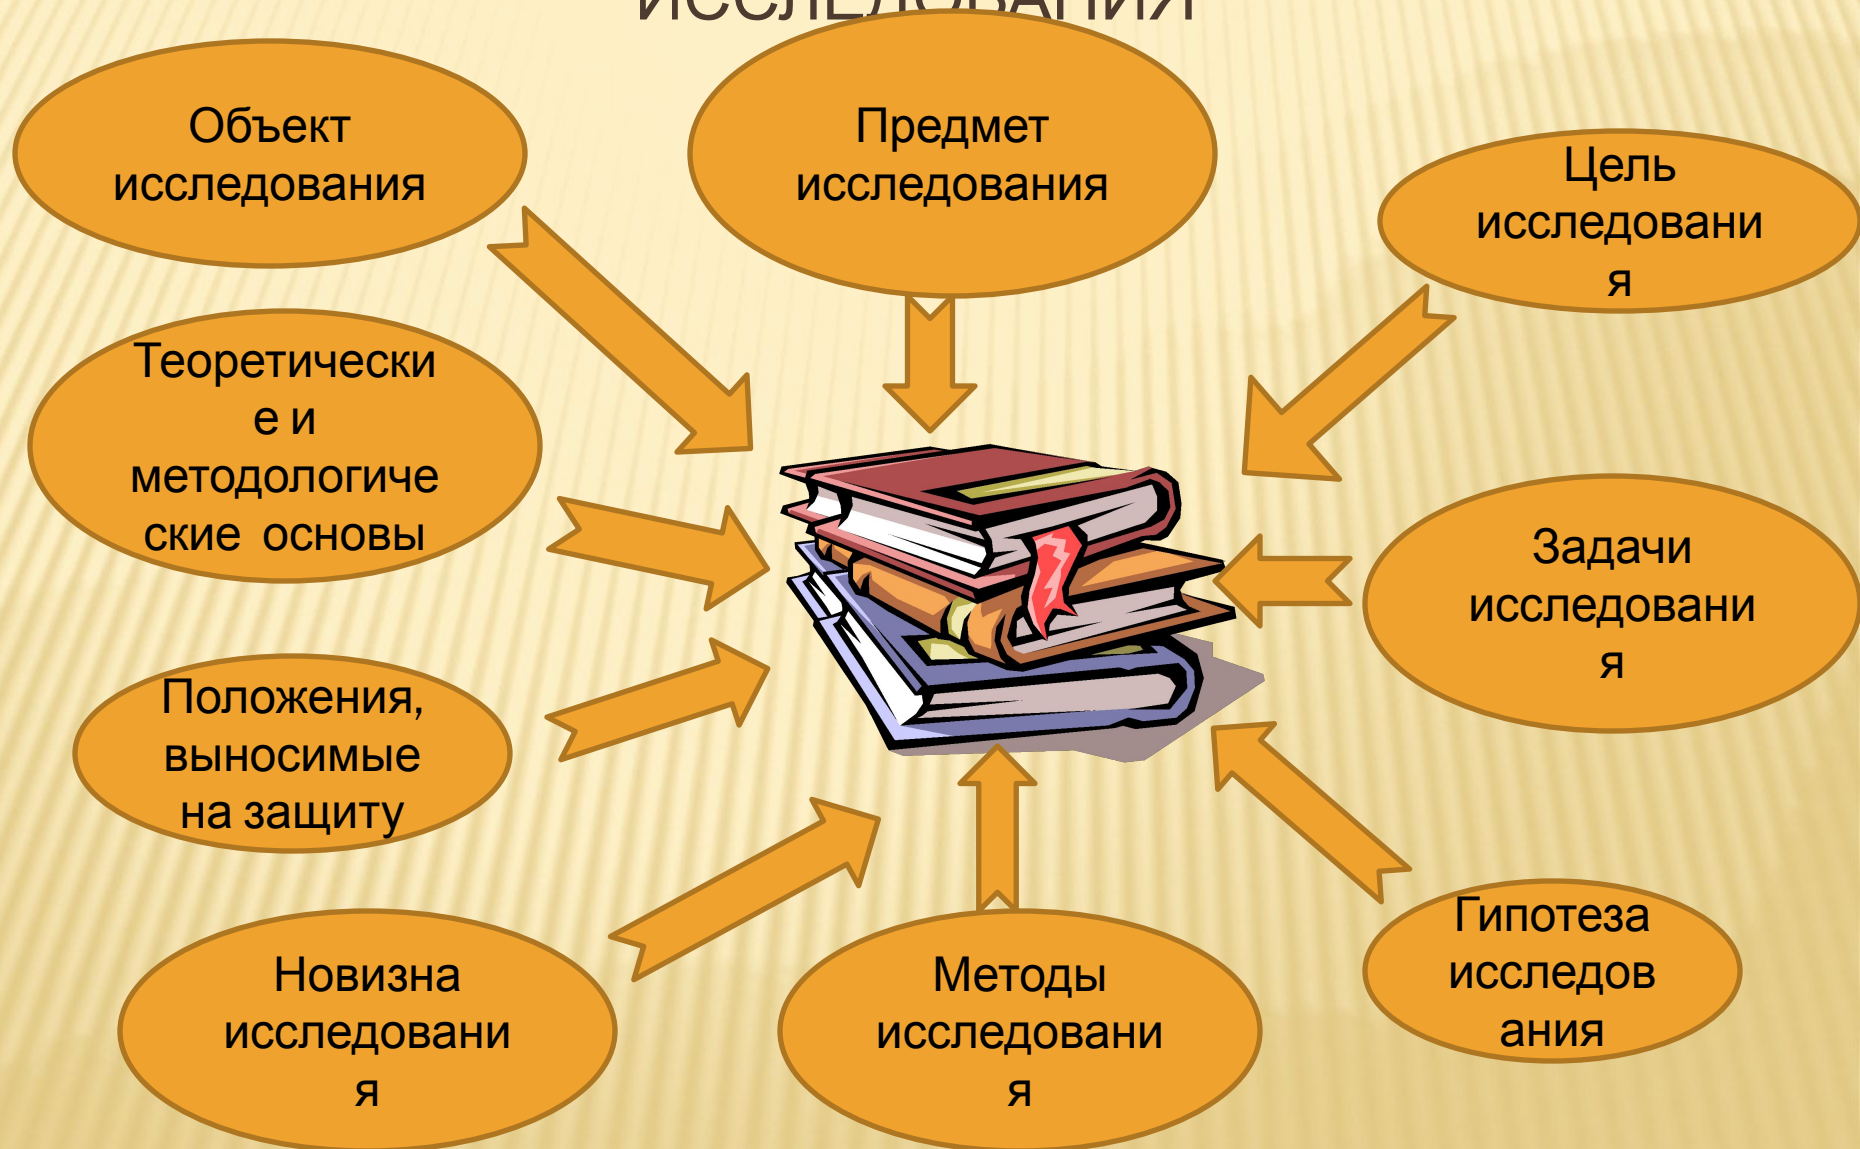 ИССЛЕДОВАНИЯ
Объект
исследования
Предмет
исследования
Цель
исследовани
я
Теоретически
е и
методологиче
ские основы
Задачи
исследовани
я
Положения,
выносимые
на защиту
Гипотеза
исследов
ания
Новизна
исследовани
я
Методы
исследовани
я